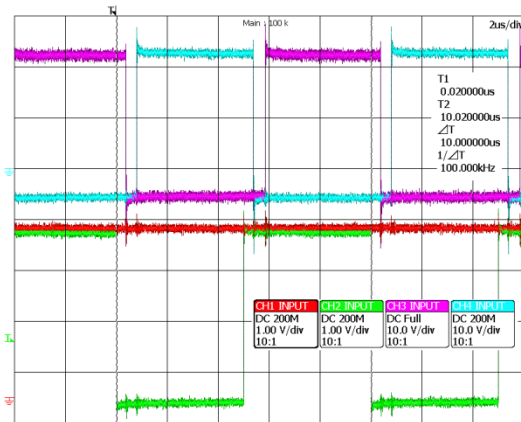 T
Main : 100 k
2us/div
T1
0.020000us
T2
10.020000us
⊿T
10.000000us
1/⊿T
100.000kHz
CH1 INPUT
DC 200M
1.00 V/div
10:1
CH2 INPUT
DC 200M
1.00 V/div
10:1
CH3 INPUT
DC Full
10.0 V/div
10:1
CH4 INPUT
DC 200M
10.0 V/div
10:1
T